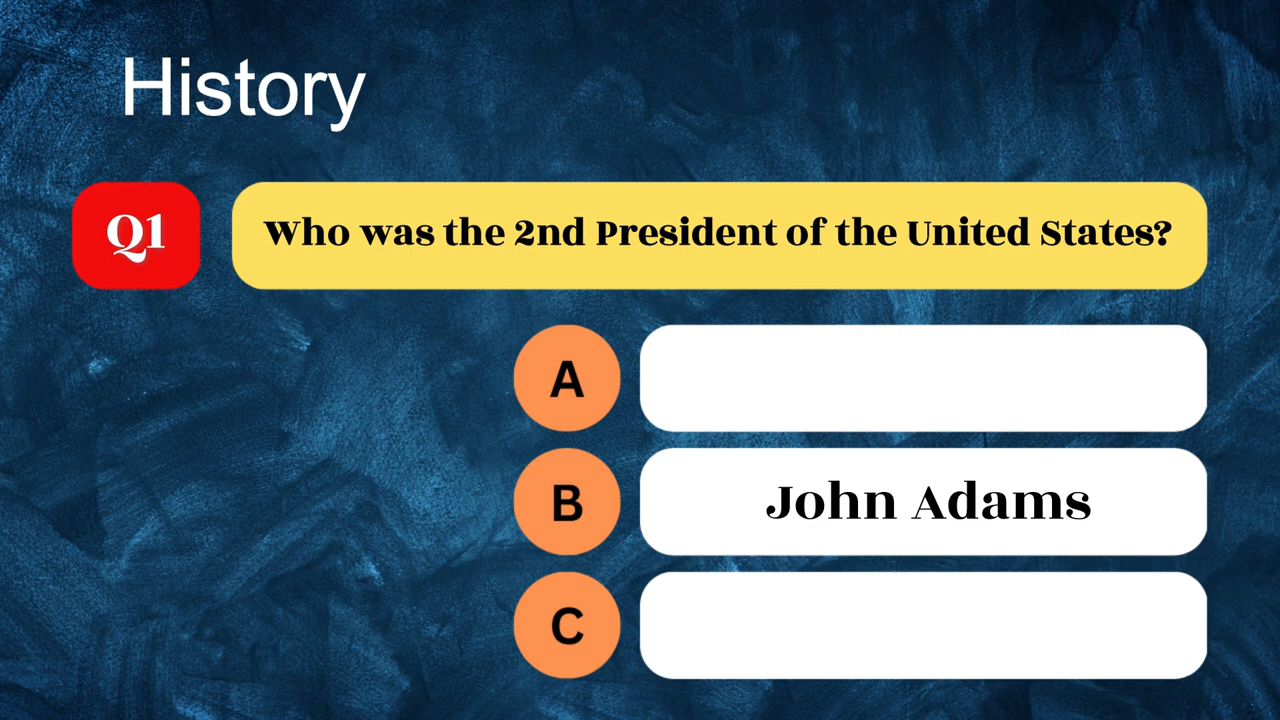 History
Q1
Who was the 2nd President of the United States?
A
B
John Adams
C